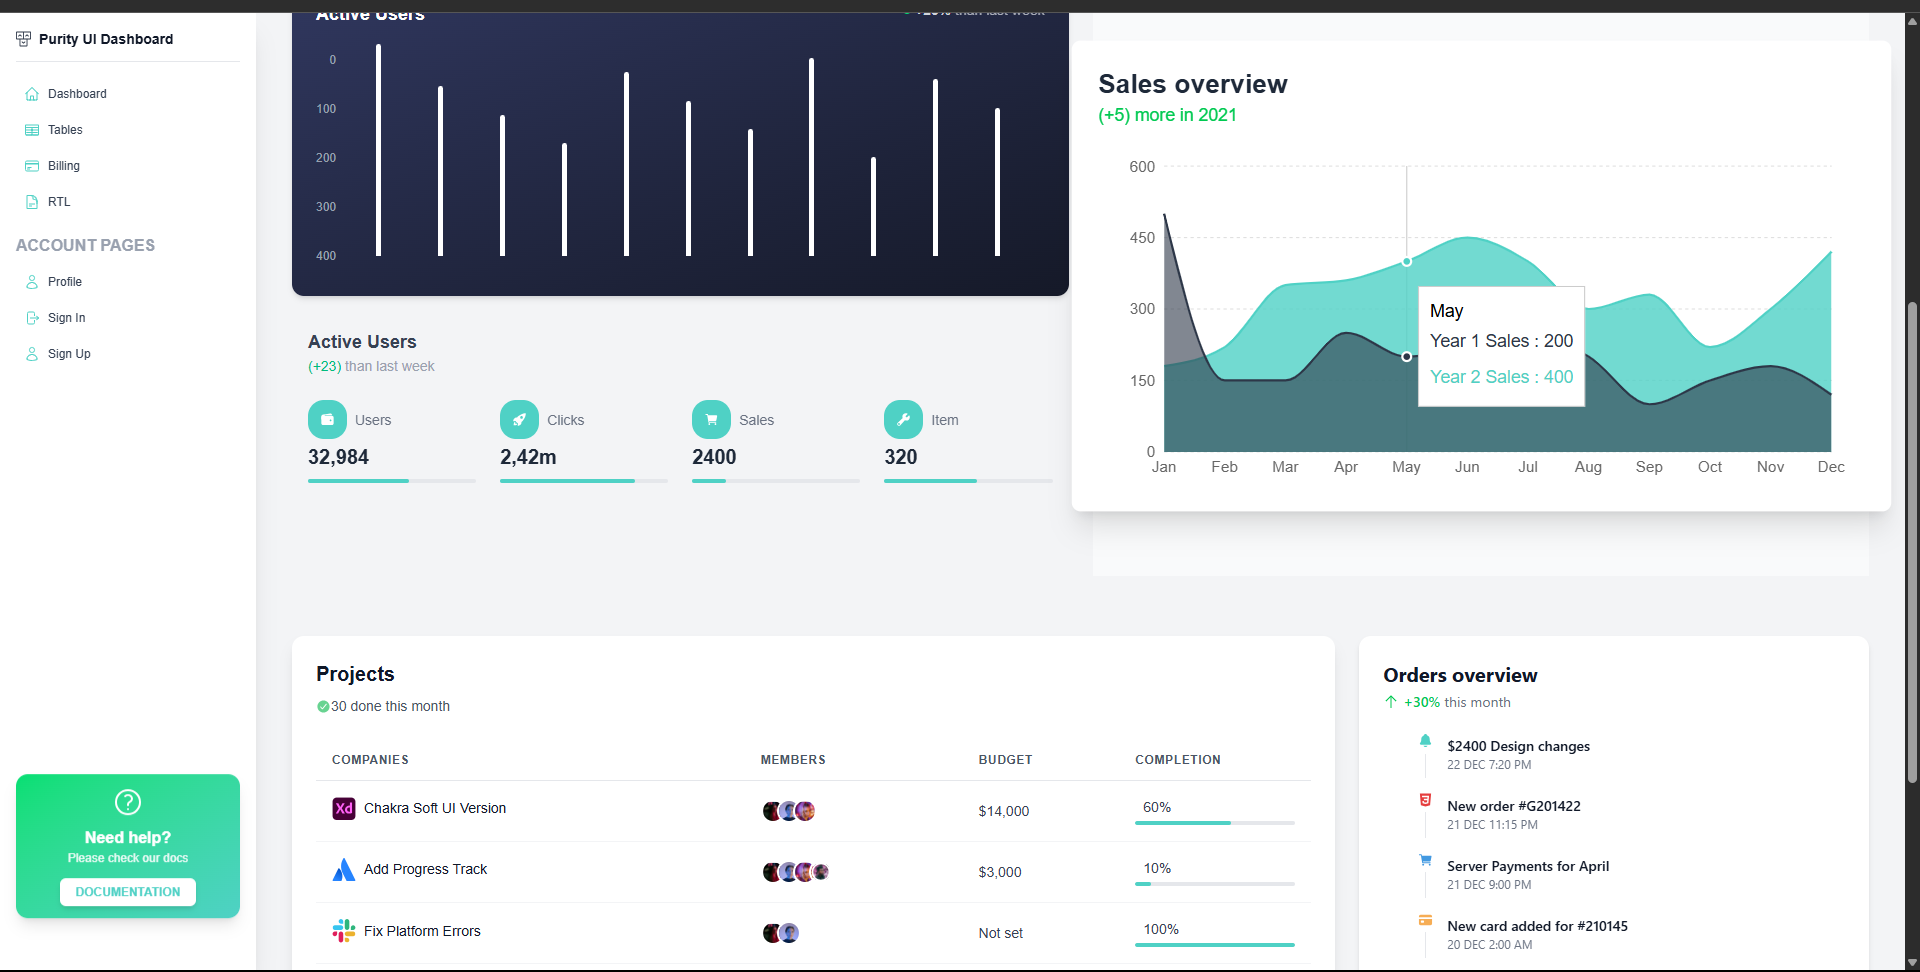 Purity UI Dashboard
Dashboard
Tables
Billing
RTL
ACCOUNT PAGES
Profile
Sign In
Sign Up
Need help?
Please check our docs
DOCUMENTATION
Active Users
than last week
0
100
200
300
400
Active Users
(+23) than last week
Users
32,984
Clicks
2,42m
Sales
2400
Item
320
Sales overview
(+5) more in 2021
600
450
300
150
0
Jan Feb Mar Apr May Jun Jul Aug Sep Oct Nov Dec
May
Year 1 Sales : 200
Year 2 Sales : 400
Projects
30 done this month
COMPANIES MEMBERS BUDGET COMPLETION
Xd Chakra Soft UI Version $14,000 60%
Add Progress Track $3,000 10%
Fix Platform Errors Not set 100%
Orders overview
+30% this month
$2400 Design changes
22 DEC 7:20 PM
New order #G201422
21 DEC 11:15 PM
Server Payments for April
21 DEC 9:00 PM
New card added for #210145
20 DEC 2:00 AM